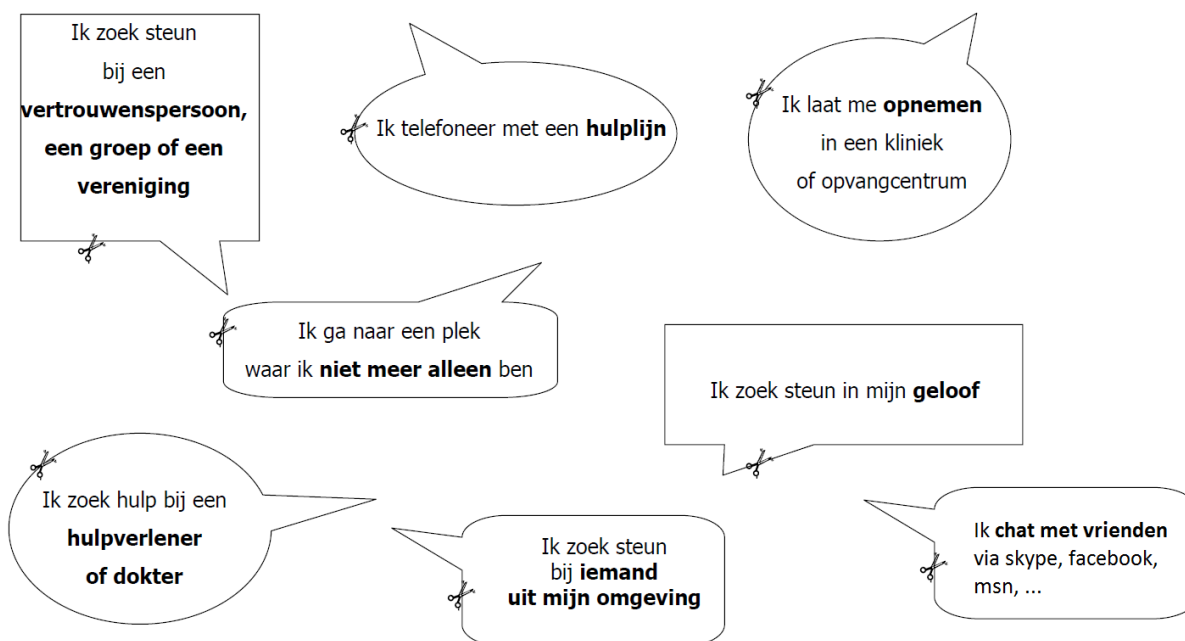 Ik zoek steun
bij een
vertrouwenspersoon,
een groep of een
vereniging
Ik telefoneer met een hulplijn
Ik laat me opnemen
in een kliniek
of opvangcentrum
Ik ga naar een plek
waar ik niet meer alleen ben
Ik zoek steun in mijn geloof
Ik zoek hulp bij een
hulpverlener
of dokter
Ik zoek steun
bij iemand
uit mijn omgeving
Ik chat met vrienden
via skype, facebook,
msn, ...